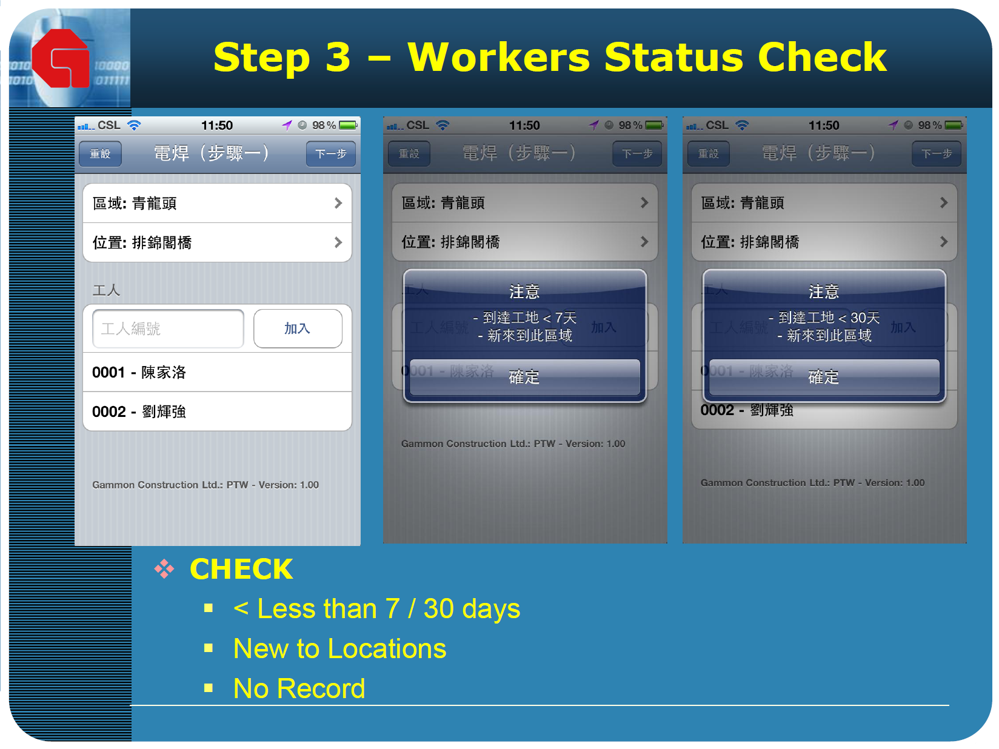 Step 3 – Workers Status Check
CSL 11:50 98%
重設 電焊（步驟一） 下一步
區域: 青龍頭
位置: 排錦閣橋
工人
工人編號 加入
0001 - 陳家洛
0002 - 劉輝強
Gammon Construction Ltd.: PTW - Version: 1.00
CSL 11:50 98%
重設 電焊（步驟一） 下一步
區域: 青龍頭
位置: 排錦閣橋
工人
注意
- 到達工地 < 7天
- 新來到此區域
工人編號 加入
0001 - 陳家洛
確定
Gammon Construction Ltd.: PTW - Version: 1.00
CSL 11:50 98%
重設 電焊（步驟一） 下一步
區域: 青龍頭
位置: 排錦閣橋
工人
注意
- 到達工地 < 30天
- 新來到此區域
工人編號 加入
0001 - 陳家洛
確定
0002 - 劉輝強
Gammon Construction Ltd.: PTW - Version: 1.00
CHECK
< Less than 7 / 30 days
New to Locations
No Record